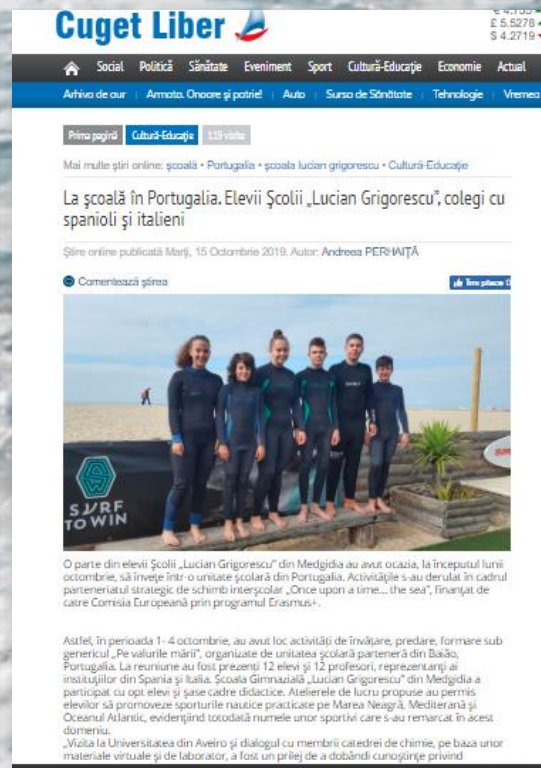 Cuget Liber
£ 5.5278
$ 4.2719
Social Politică Sănătate Eveniment Sport Cultură-Educație Economie Actual
Arhiva de aur Armata. Onoare și patrie! Auto Sursa de Sănătate Tehnologie Vremea
Prima pagină Cultură-Educație 119 vizite
Mai multe știri online: școală • Portugalia • școala lucian grigorescu • Cultură-Educație
La școală în Portugalia. Elevii Școlii „Lucian Grigorescu”, colegi cu
spanioli și italieni
Știre online publicată Marți, 15 Octombrie 2019. Autor: Andreea PERHAIȚĂ
Comentează știrea
SURF
TO WIN
O parte din elevii Școlii „Lucian Grigorescu” din Medgidia au avut ocazia, la începutul lunii
octombrie, să învețe într-o unitate școlară din Portugalia. Activitățile s-au derulat în cadrul
parteneriatul strategic de schimb interșcolar „Once upon a time... the sea”, finanțat de
catre Comisia Europeană prin programul Erasmus+.
Astfel, în perioada 1- 4 octombrie, au avut loc activități de învățare, predare, formare sub
genericul „Pe valurile mării”, organizate de unitatea școlară parteneră din Baião,
Portugalia. La reuniune au fost prezenți 12 elevi și 12 profesori, reprezentanți ai
instituțiilor din Spania și Italia. Școala Gimnazială „Lucian Grigorescu” din Medgidia a
participat cu opt elevi și șase cadre didactice. Atelierele de lucru propuse au permis
elevilor să promoveze sporturile nautice practicate pe Marea Neagră, Mediterană și
Oceanul Atlantic, evidențiind totodată numele unor sportivi care s-au remarcat în acest
domeniu.
„Vizita la Universitatea din Aveiro și dialogul cu membrii catedrei de chimie, pe baza unor
materiale virtuale și de laborator, a fost un prilej de a dobândi cunoștințe privind